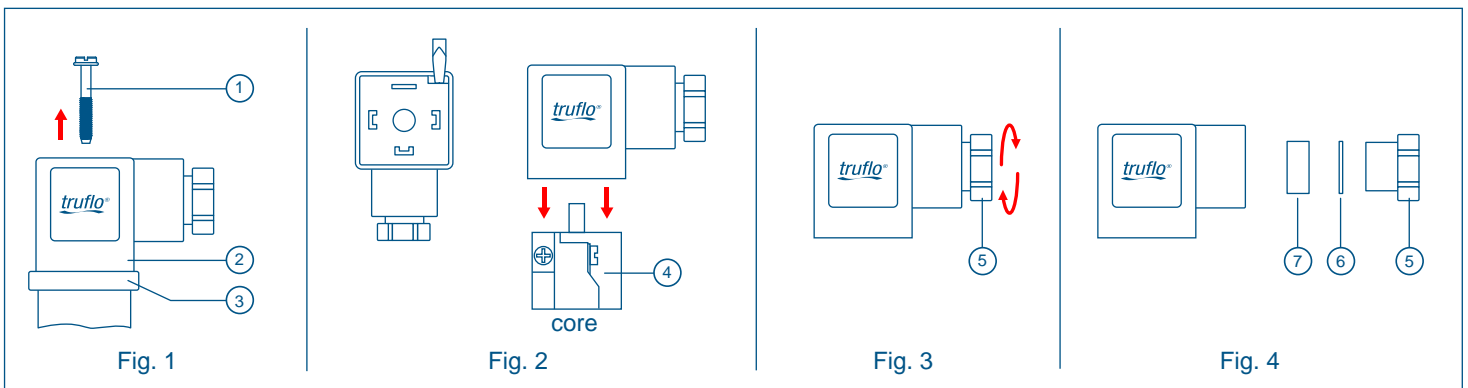 1
truflo®
2
3
Fig. 1
truflo®
4
core
Fig. 2
truflo®
5
Fig. 3
truflo®
7 6 5
Fig. 4